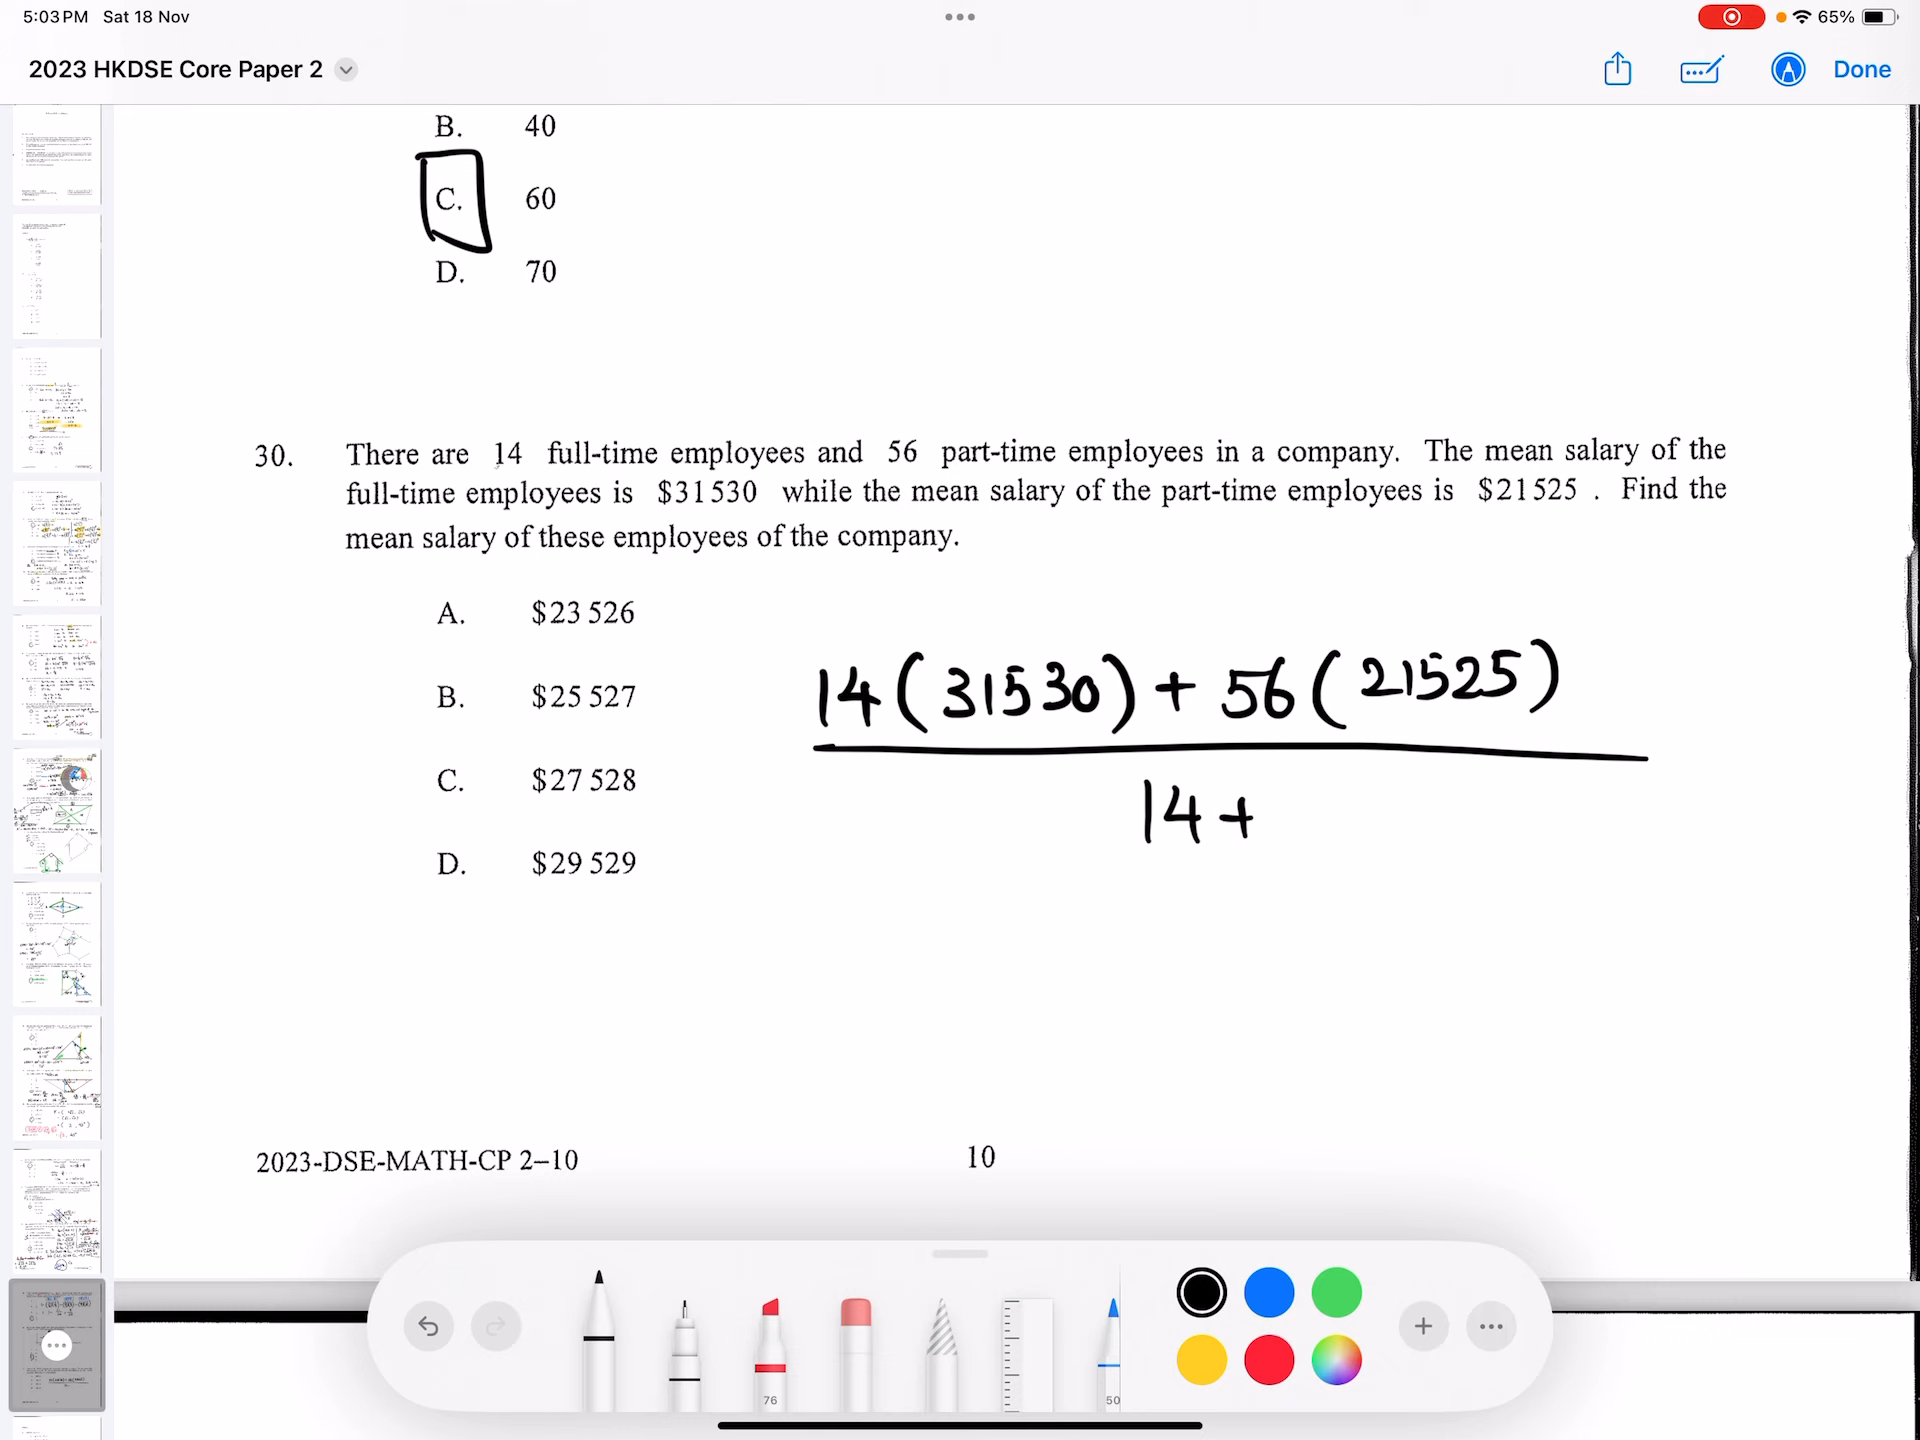 5:03 PM Sat 18 Nov
65%
2023 HKDSE Core Paper 2
Done
B. 40
C. 60
D. 70
30. There are 14 full-time employees and 56 part-time employees in a company. The mean salary of the
full-time employees is $31530 while the mean salary of the part-time employees is $21525 . Find the
mean salary of these employees of the company.
A. $23 526
B. $25 527
C. $27 528
D. $29 529
14(31530)+56(21525)
14+
2023-DSE-MATH-CP 2–10
10
76
50